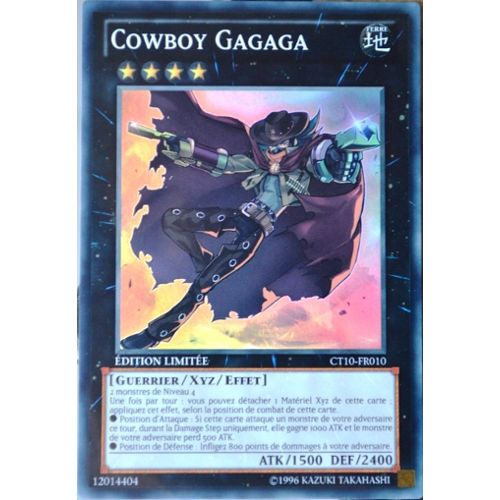 COWBOY GAGAGA
TERRE
地
ÉDITION LIMITÉE
CT10-FR010
[GUERRIER/XYZ/EFFET]
2 monstres de Niveau 4
Une fois par tour : vous pouvez détacher 1 Matériel Xyz de cette carte ;
appliquez cet effet, selon la position de combat de cette carte.
● Position d'Attaque : Si cette carte attaque un monstre de votre adversaire
ce tour, durant la Damage Step uniquement, elle gagne 1000 ATK et le
monstre de votre adversaire perd 500 ATK.
● Position de Défense : Infligez 800 points de dommages à votre adversaire.
ATK/1500 DEF/2400
12014404
©1996 KAZUKI TAKAHASHI